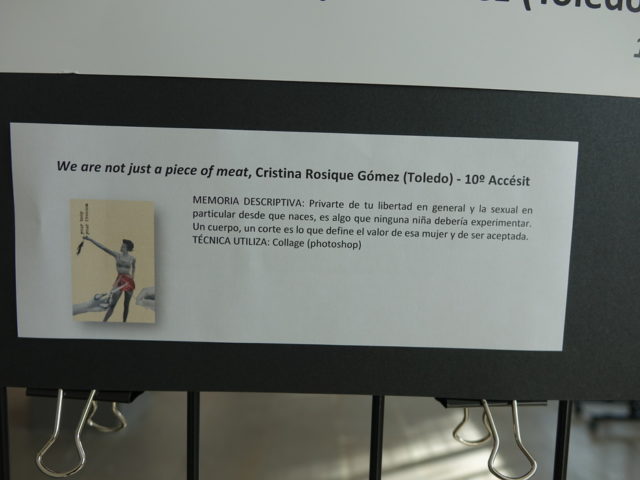 (Toledo
We are not just a piece of meat, Cristina Rosique Gómez (Toledo) - 10º Accésit
MEMORIA DESCRIPTIVA: Privarte de tu libertad en general y la sexual en
particular desde que naces, es algo que ninguna niña debería experimentar.
Un cuerpo, un corte es lo que define el valor de esa mujer y de ser aceptada.
TÉCNICA UTILIZA: Collage (photoshop)